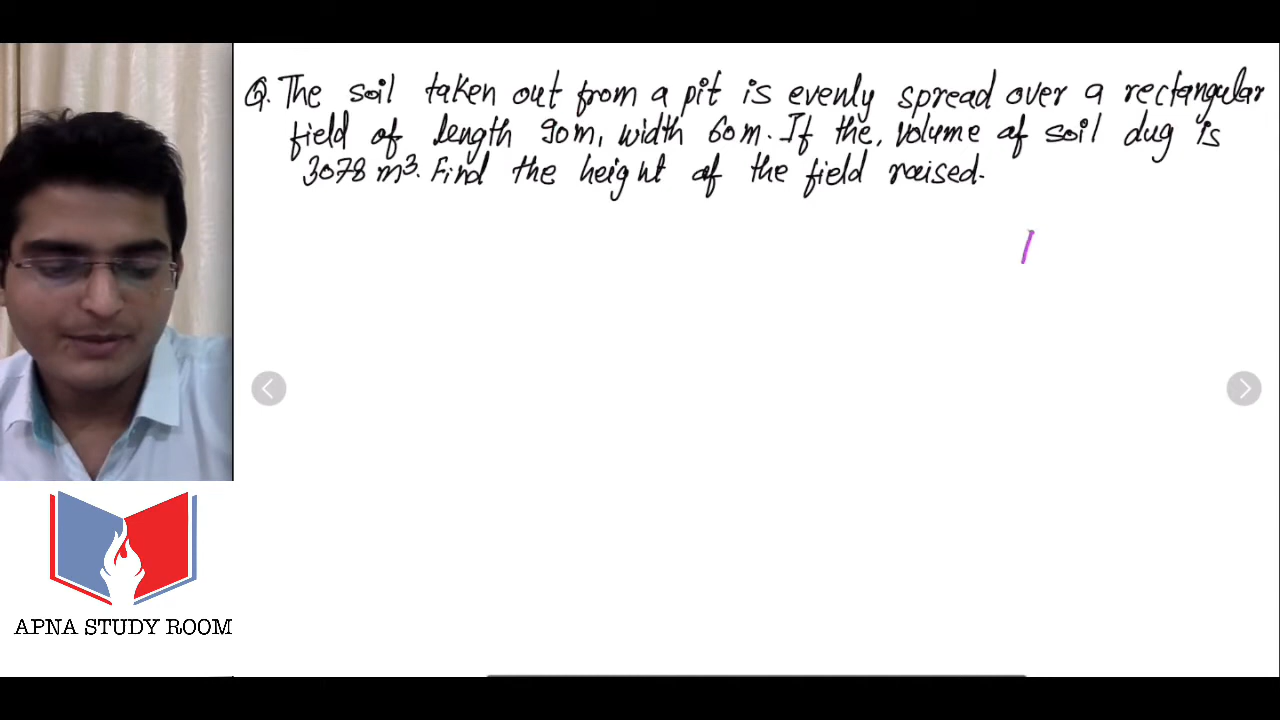 Q. The soil taken out from a pit is evenly spread over a rectangular
field of length 90m, width 60m. If the, volume of soil dug is
3078 m³. Find the height of the field raised.
APNA STUDY ROOM